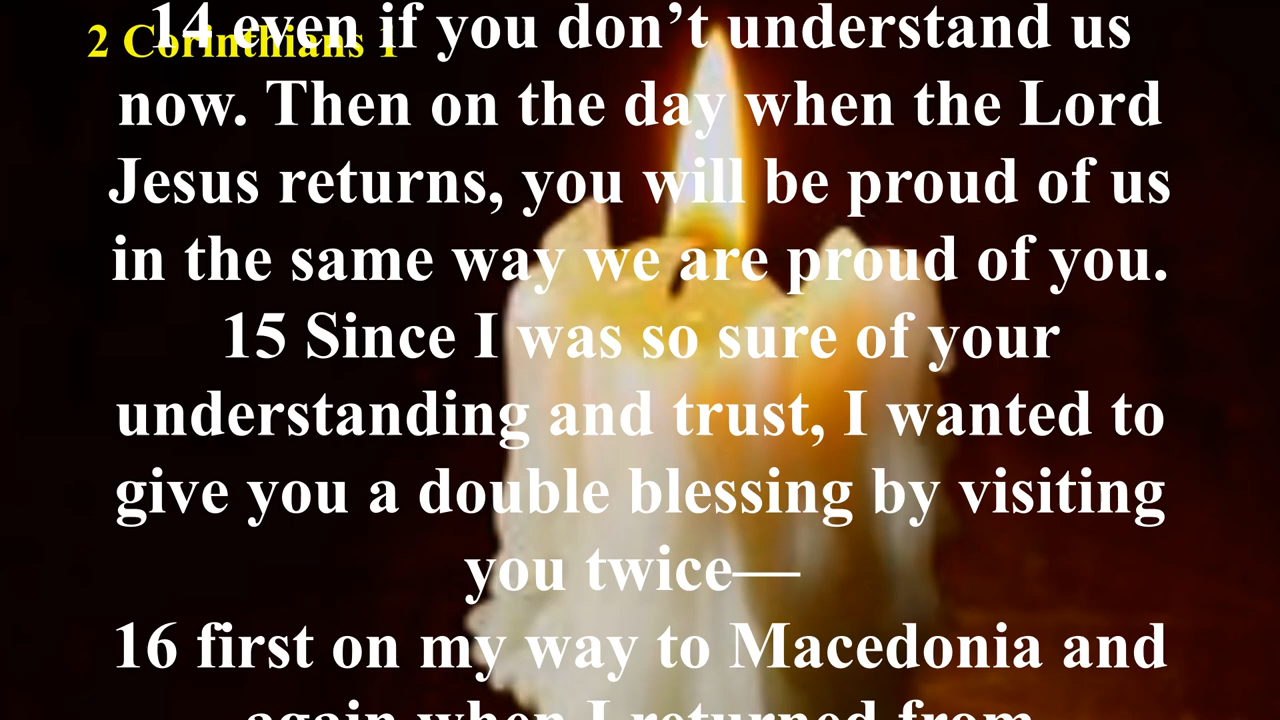 2 Corinthians 1
14 even if you don’t understand us
now. Then on the day when the Lord
Jesus returns, you will be proud of us
in the same way we are proud of you.
15 Since I was so sure of your
understanding and trust, I wanted to
give you a double blessing by visiting
you twice—
16 first on my way to Macedonia and
again when I returned from